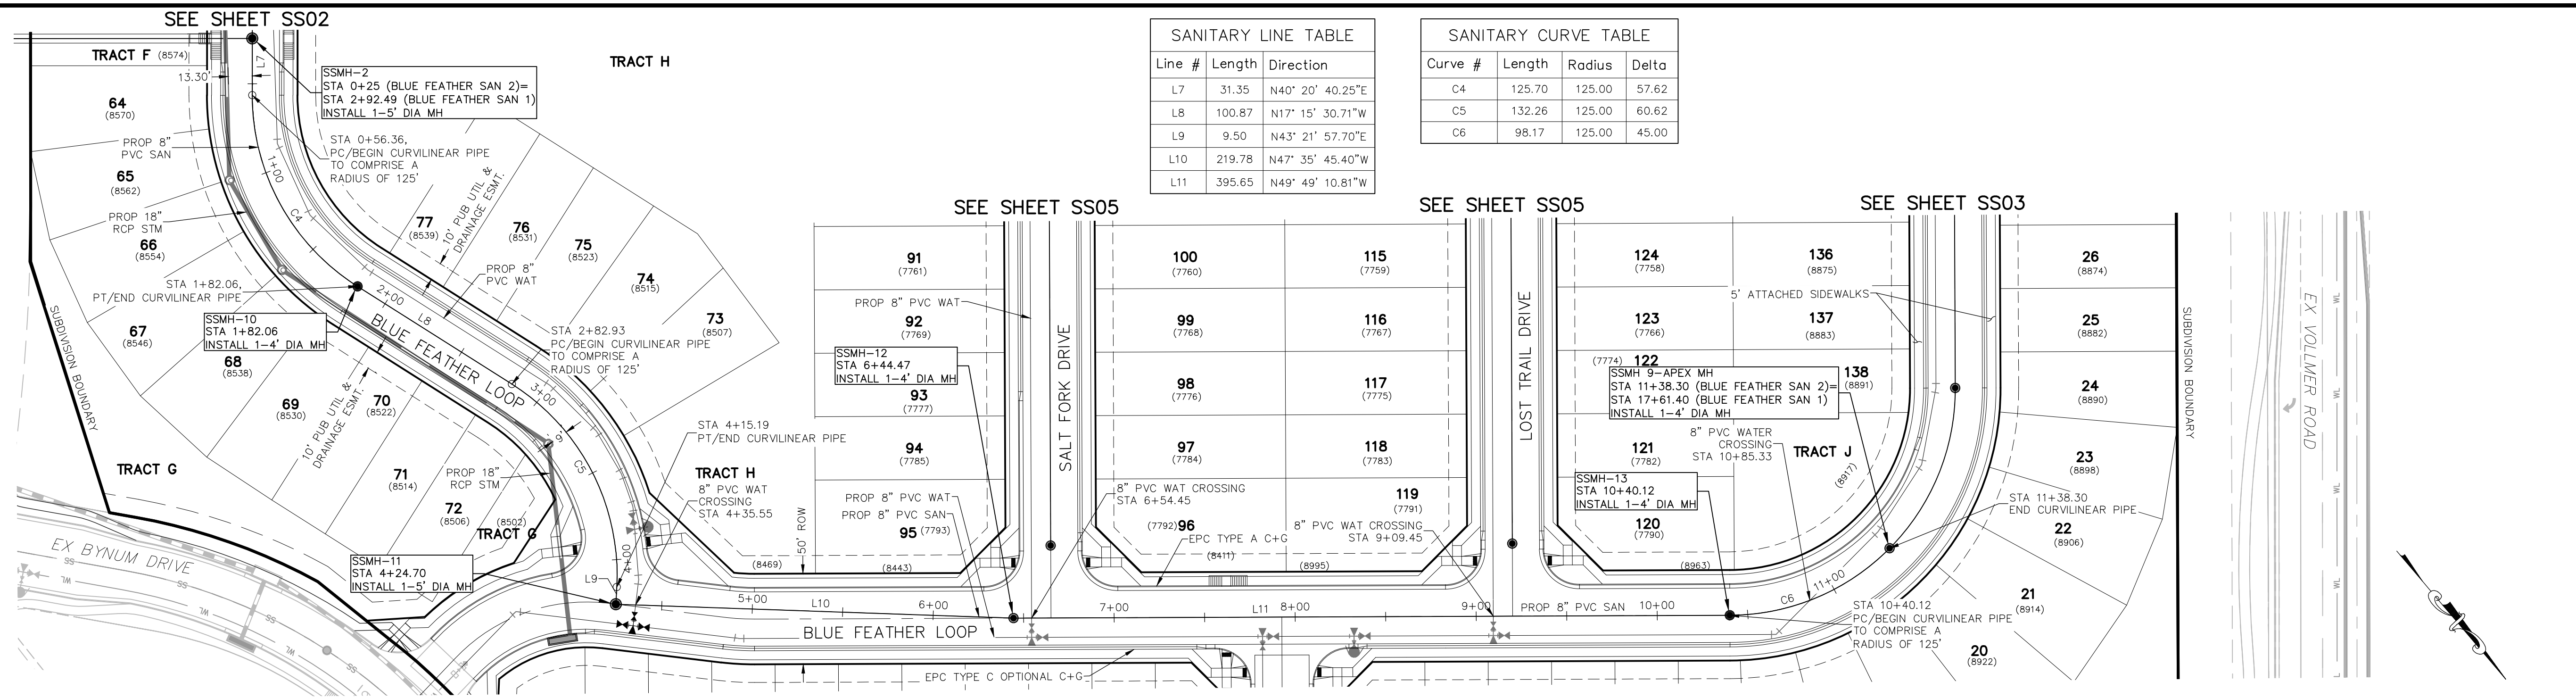 SEE SHEET SS02
TRACT F (8574)
13.30'
L7
SSMH-2
STA 0+25 (BLUE FEATHER SAN 2)=
STA 2+92.49 (BLUE FEATHER SAN 1)
INSTALL 1-5' DIA MH
TRACT H
SANITARY LINE TABLE
Line # Length Direction
L7 31.35 N40° 20' 40.25"E
L8 100.87 N17° 15' 30.71"W
L9 9.50 N43° 21' 57.70"E
L10 219.78 N47° 35' 45.40"W
L11 395.65 N49° 49' 10.81"W
SANITARY CURVE TABLE
Curve # Length Radius Delta
C4 125.70 125.00 57.62
C5 132.26 125.00 60.62
C6 98.17 125.00 45.00
64
(8570)
PROP 8"
PVC SAN
STA 0+56.36,
PC/BEGIN CURVILINEAR PIPE
TO COMPRISE A
RADIUS OF 125'
1+00
65
(8562)
PROP 18"
RCP STM
C4
66
(8554)
77
(8539)
10' PUB UTIL &
DRAINAGE ESMT.
76
(8531)
75
(8523)
74
(8515)
73
(8507)
PROP 8"
PVC WAT
STA 1+82.06,
PT/END CURVILINEAR PIPE
2+00
L8
SUBDIVISION BOUNDARY
67
(8546)
SSMH-10
STA 1+82.06
INSTALL 1-4' DIA MH
68
(8538)
BLUE FEATHER LOOP
STA 2+82.93
PC/BEGIN CURVILINEAR PIPE
TO COMPRISE A
RADIUS OF 125'
3+00
69
(8530)
10' PUB UTIL &
DRAINAGE ESMT.
70
(8522)
9'
C5
STA 4+15.19
PT/END CURVILINEAR PIPE
TRACT G
71
(8514)
PROP 18"
RCP STM
TRACT H
8" PVC WAT
CROSSING
STA 4+35.55
72
(8506)
(8502)
TRACT G
EX BYNUM DRIVE
SSMH-11
STA 4+24.70
INSTALL 1-5' DIA MH
L9
4+00
SS
SS
SS
SS
WL
WL
WL
WL
SEE SHEET SS05
91
(7761)
PROP 8" PVC WAT
92
(7769)
SSMH-12
STA 6+44.47
INSTALL 1-4' DIA MH
93
(7777)
94
(7785)
PROP 8" PVC WAT
PROP 8" PVC SAN
95 (7793)
50' ROW
(8469)
(8443)
SALT FORK DRIVE
100
(7760)
99
(7768)
98
(7776)
97
(7784)
8" PVC WAT CROSSING
STA 6+54.45
(7792) 96
EPC TYPE A C+G
(8411)
115
(7759)
116
(7767)
117
(7775)
118
(7783)
119
(7791)
8" PVC WAT CROSSING
STA 9+09.45
(8995)
SEE SHEET SS05
LOST TRAIL DRIVE
124
(7758)
123
(7766)
(7774) 122
SSMH 9-APEX MH
STA 11+38.30 (BLUE FEATHER SAN 2)=
STA 17+61.40 (BLUE FEATHER SAN 1)
INSTALL 1-4' DIA MH
121
(7782)
8" PVC WATER
CROSSING
STA 10+85.33
SSMH-13
STA 10+40.12
INSTALL 1-4' DIA MH
120
(7790)
(8963)
SEE SHEET SS03
136
(8875)
5' ATTACHED SIDEWALKS
137
(8883)
138
(8891)
TRACT J
(8917)
26
(8874)
25
(8882)
24
(8890)
23
(8898)
STA 11+38.30
END CURVILINEAR PIPE
22
(8906)
21
(8914)
STA 10+40.12
PC/BEGIN CURVILINEAR PIPE
TO COMPRISE A
RADIUS OF 125'
20
(8922)
SUBDIVISION BOUNDARY
EX VOLLMER ROAD
WL
WL
WL
WL
WL
5+00
L10
6+00
7+00
L11
8+00
9+00
PROP 8" PVC SAN
10+00
C6
11+00
BLUE FEATHER LOOP
EPC TYPE C OPTIONAL C+G